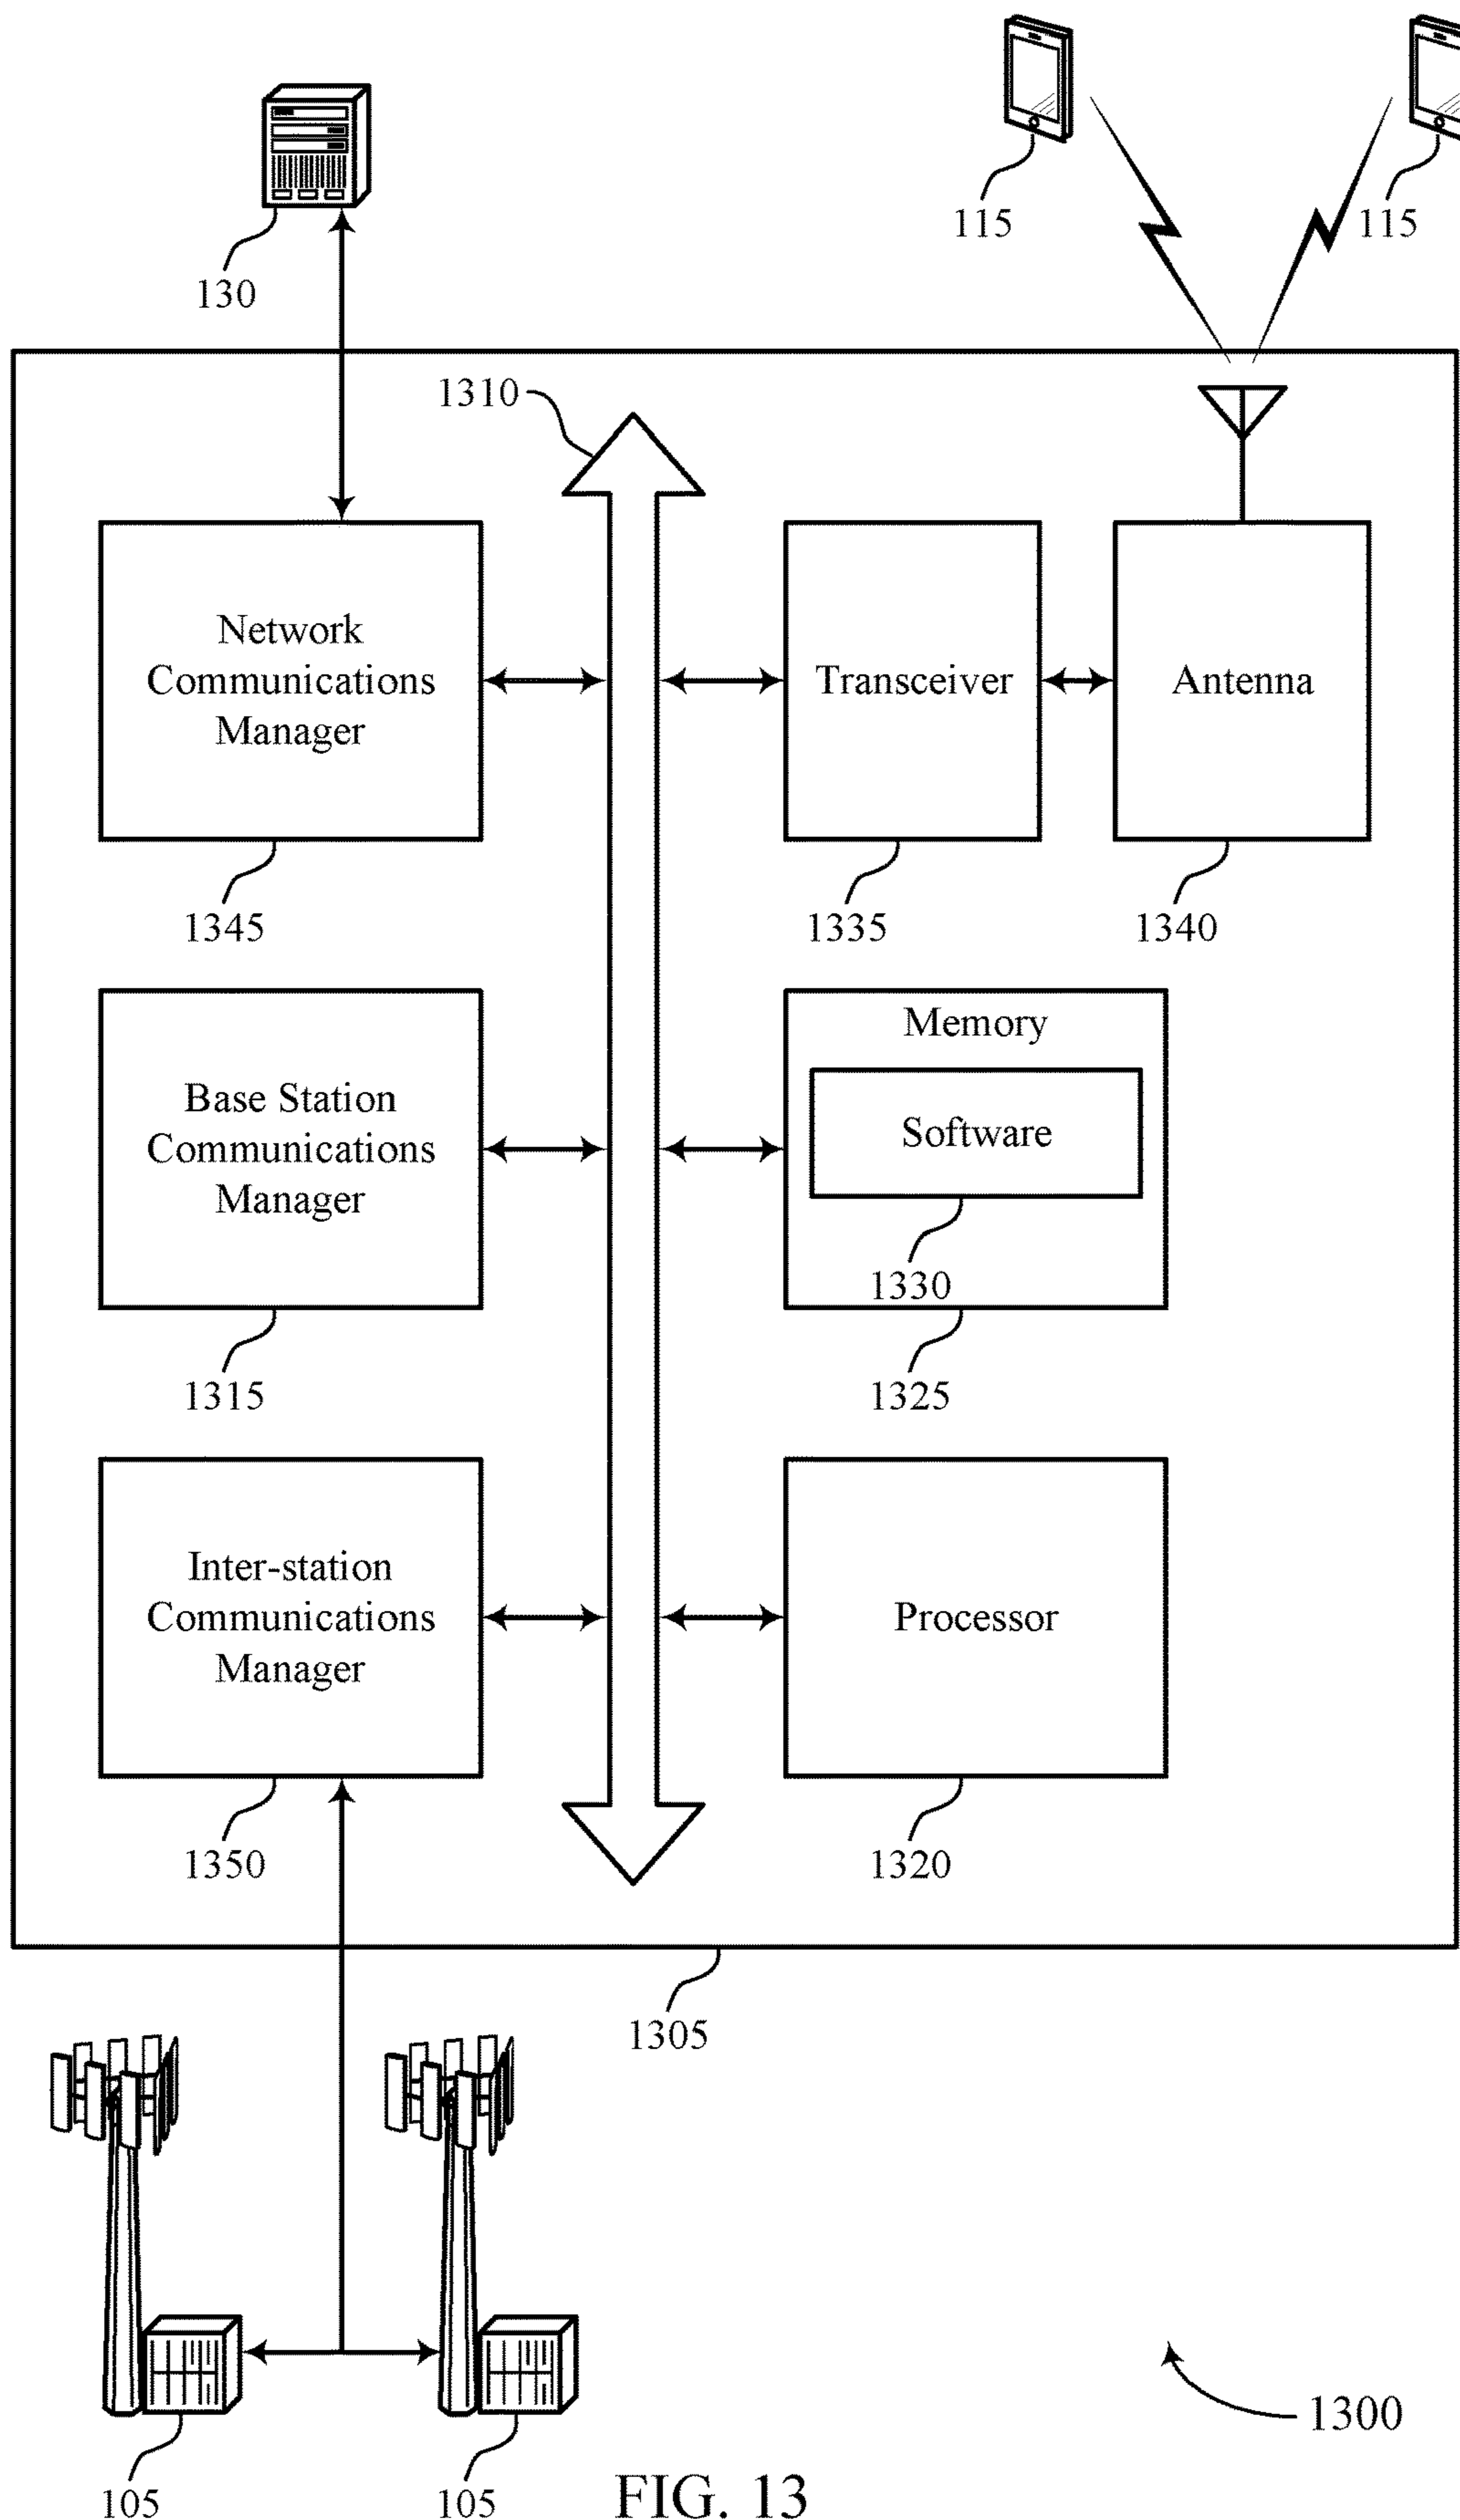 115
115
130
1310
Network
Communications
Manager
Transceiver
Antenna
1345
1335
1340
Base Station
Communications
Manager
Memory
Software
1330
1315
1325
Inter-station
Communications
Manager
Processor
1350
1320
1305
1300
105
105
FIG. 13